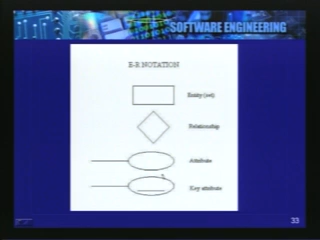 SOFTWARE ENGINEERING
E-R NOTATION
Entity (set)
Relationship
Attribute
Key attribute
33